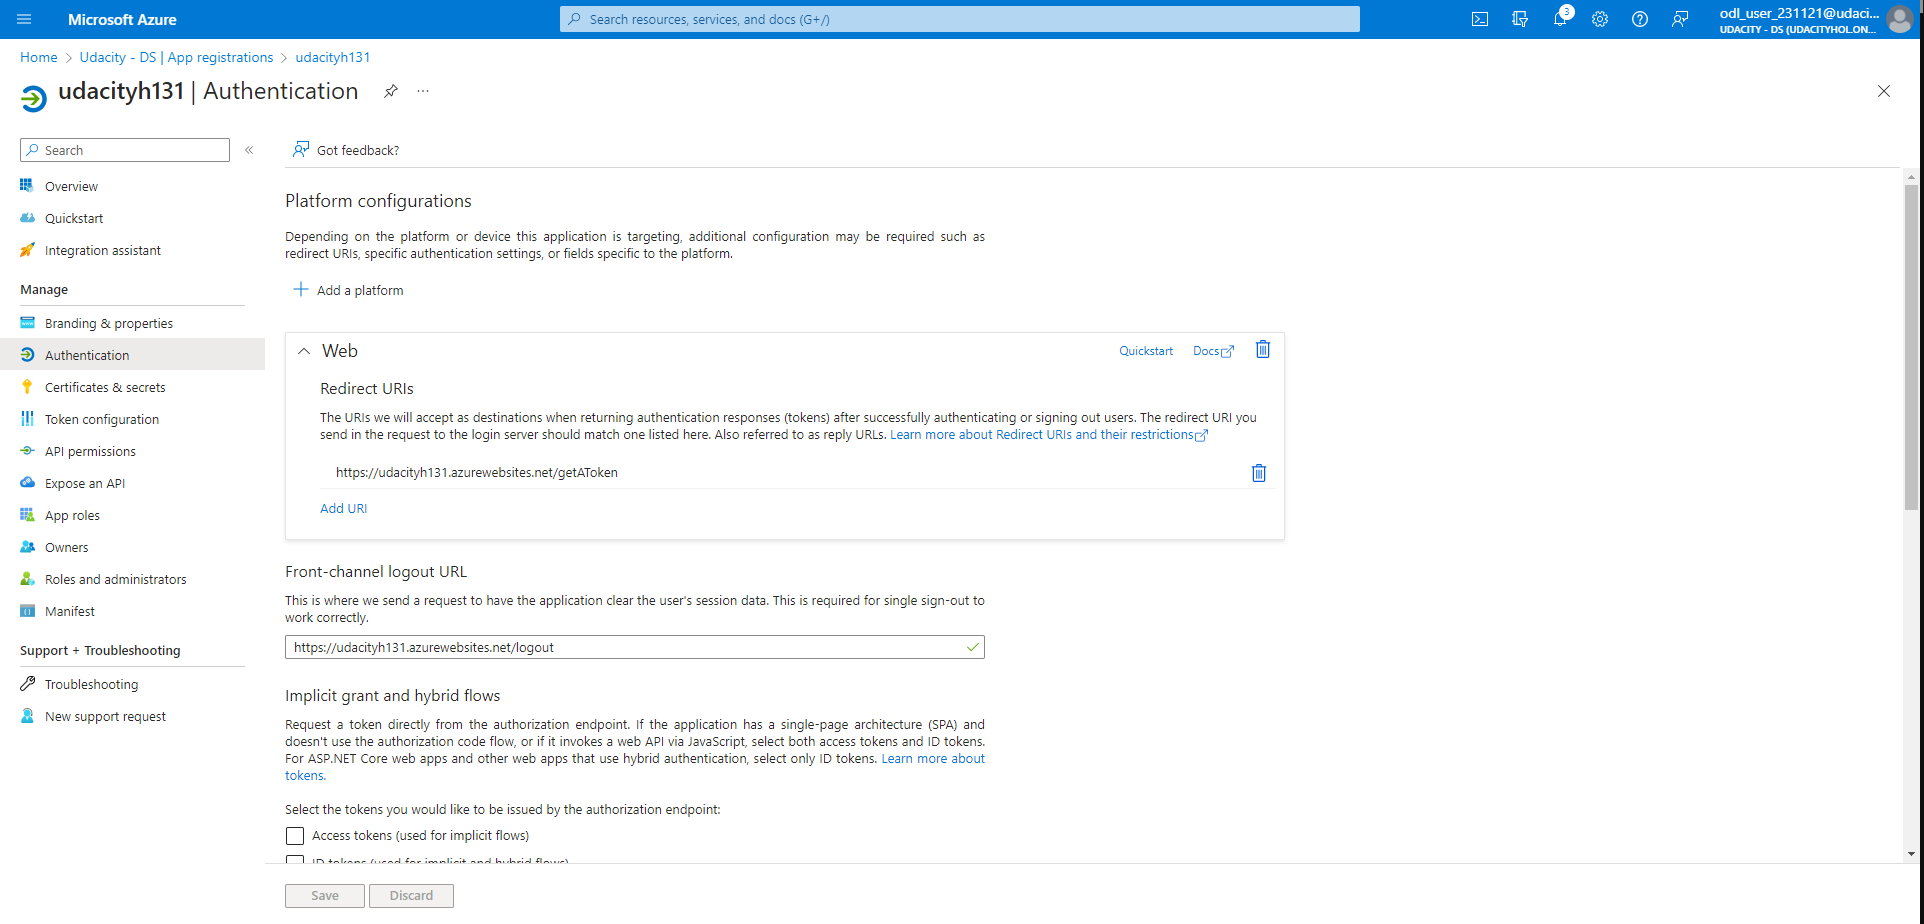 Microsoft Azure
Search resources, services, and docs (G+/)
3
odl_user_231121@udaci...
UDACITY - DS (UDACITYHOL.ON...
Home > Udacity - DS | App registrations > udacityh131
udacityh131 | Authentication
...
Search
«
Got feedback?
Overview
Quickstart
Integration assistant
Manage
Branding & properties
Authentication
Certificates & secrets
Token configuration
API permissions
Expose an API
App roles
Owners
Roles and administrators
Manifest
Support + Troubleshooting
Troubleshooting
New support request
Platform configurations
Depending on the platform or device this application is targeting, additional configuration may be required such as
redirect URIs, specific authentication settings, or fields specific to the platform.
Add a platform
Web
Quickstart
Docs
Redirect URIs
The URIs we will accept as destinations when returning authentication responses (tokens) after successfully authenticating or signing out users. The redirect URI you
send in the request to the login server should match one listed here. Also referred to as reply URLs. Learn more about Redirect URIs and their restrictions
https://udacityh131.azurewebsites.net/getAToken
Add URI
Front-channel logout URL
This is where we send a request to have the application clear the user's session data. This is required for single sign-out to
work correctly.
https://udacityh131.azurewebsites.net/logout
Implicit grant and hybrid flows
Request a token directly from the authorization endpoint. If the application has a single-page architecture (SPA) and
doesn't use the authorization code flow, or if it invokes a web API via JavaScript, select both access tokens and ID tokens.
For ASP.NET Core web apps and other web apps that use hybrid authentication, select only ID tokens. Learn more about
tokens.
Select the tokens you would like to be issued by the authorization endpoint:
Access tokens (used for implicit flows)
ID tokens (used for implicit and hybrid flows)
Save
Discard